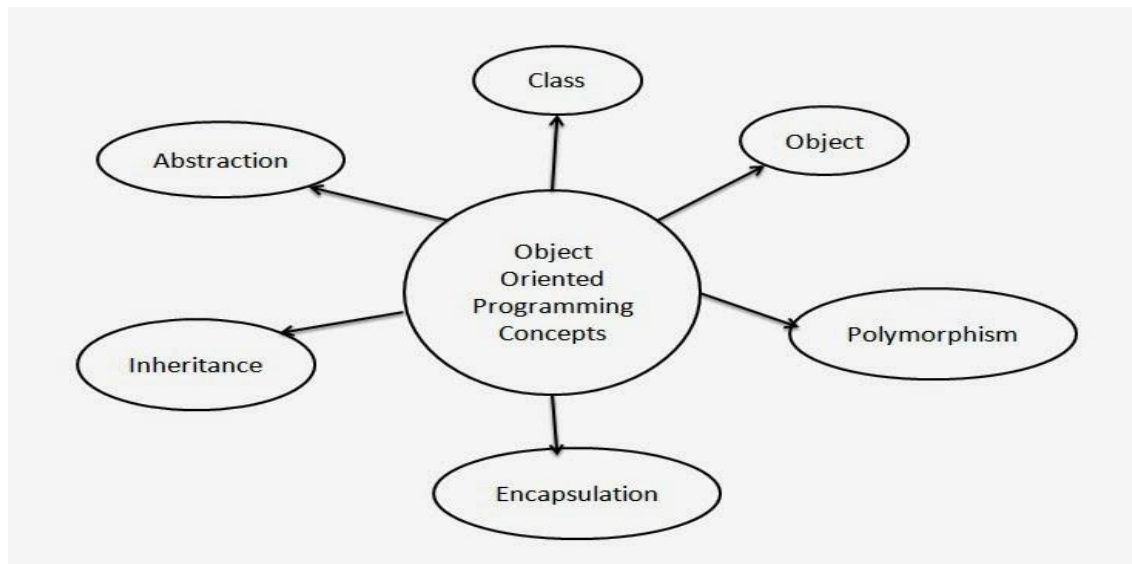 Class
Object
Abstraction
Object
Oriented
Programming
Concepts
Polymorphism
Inheritance
Encapsulation